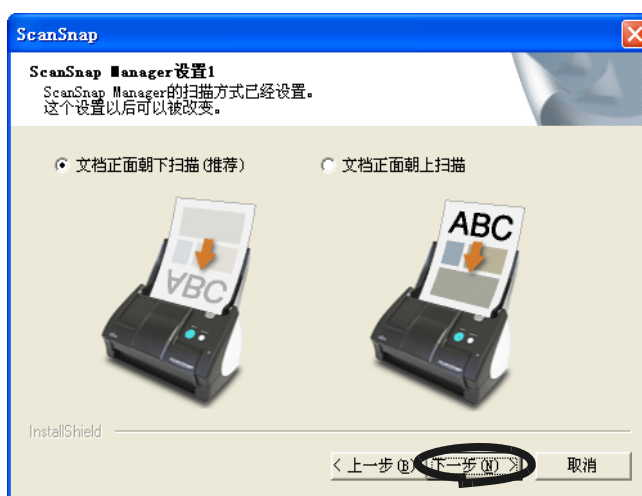 ScanSnap
ScanSnap Manager设置1
ScanSnap Manager的扫描方式已经设置。
这个设置以后可以被改变。
文档正面朝下扫描(推荐)
文档正面朝上扫描
ABC
ABC
InstallShield
< 上一步(B)
下一步(N) >
取消